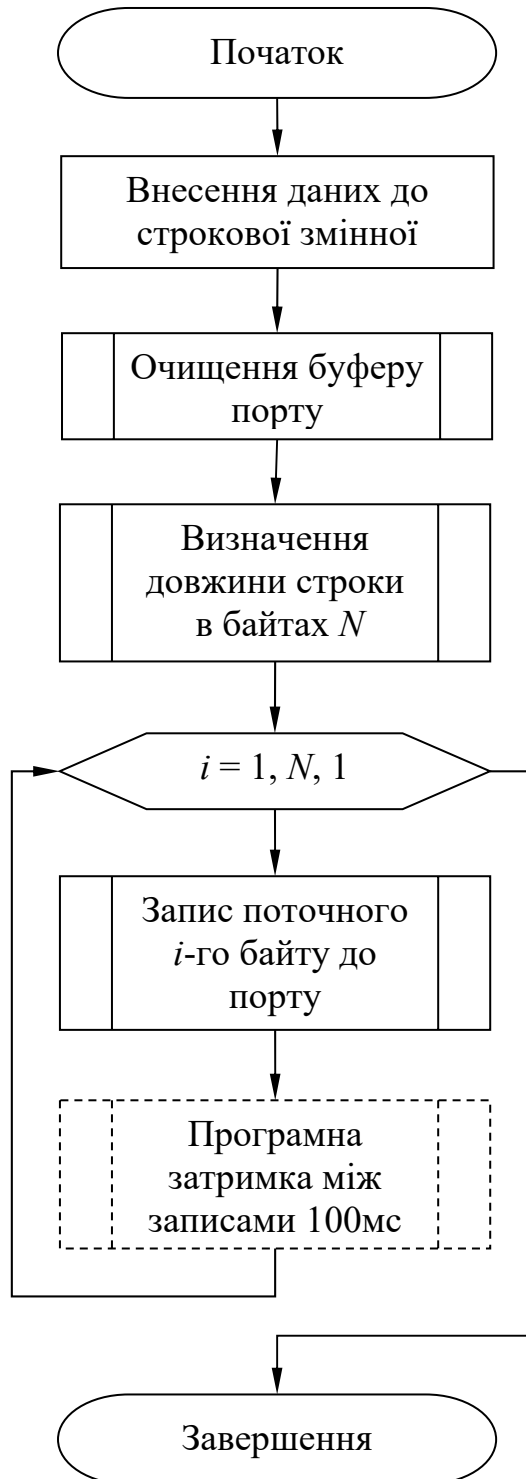 Початок
Внесення даних до
строкової змінної
Очищення буферу
порту
Визначення
довжини строки
в байтах N
i = 1, N, 1
Запис поточного
i-го байту до
порту
Програмна
затримка між
записами 100мс
Завершення